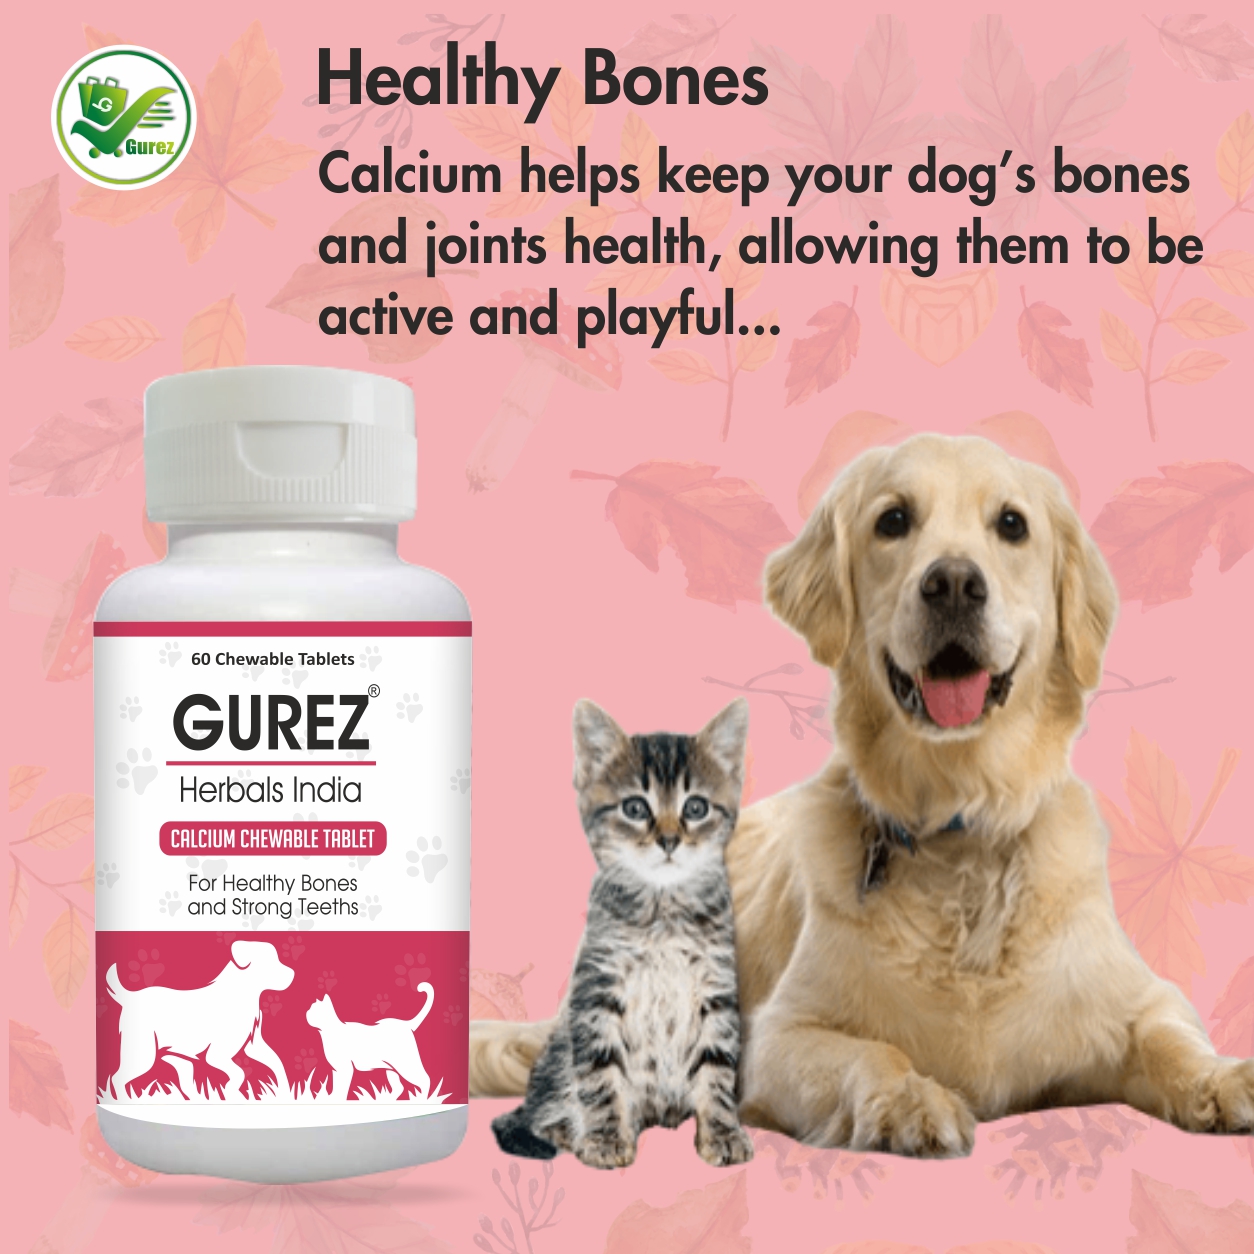 Gurez
Healthy Bones
Calcium helps keep your dog’s bones
and joints health, allowing them to be
active and playful...
60 Chewable Tablets
GUREZ®
Herbals India
CALCIUM CHEWABLE TABLET
For Healthy Bones
and Strong Teeths